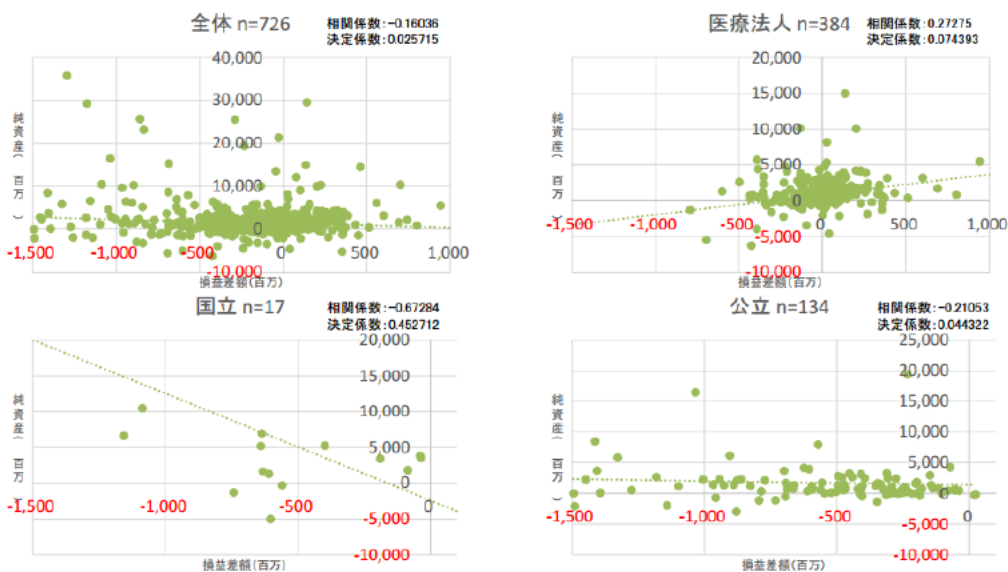 全体 n=726
相関係数:-0.16036
決定係数:0.025715
40,000
30,000
20,000
10,000
0
-10,000
-1,500
-1,000
-500
0
500
1,000
純資産(百万)
損益差額(百万)
医療法人 n=384
相関係数:0.27275
決定係数:0.074393
20,000
15,000
10,000
5,000
0
-5,000
-10,000
-1,500
-1,000
-500
0
500
1,000
純資産(百万)
損益差額(百万)
国立 n=17
相関係数:-0.67284
決定係数:0.452712
20,000
15,000
10,000
5,000
0
-5,000
-10,000
-1,500
-1,000
-500
0
純資産(百万)
損益差額(百万)
公立 n=134
相関係数:-0.21053
決定係数:0.044322
25,000
20,000
15,000
10,000
5,000
0
-5,000
-10,000
-1,500
-1,000
-500
0
純資産(百万)
損益差額(百万)